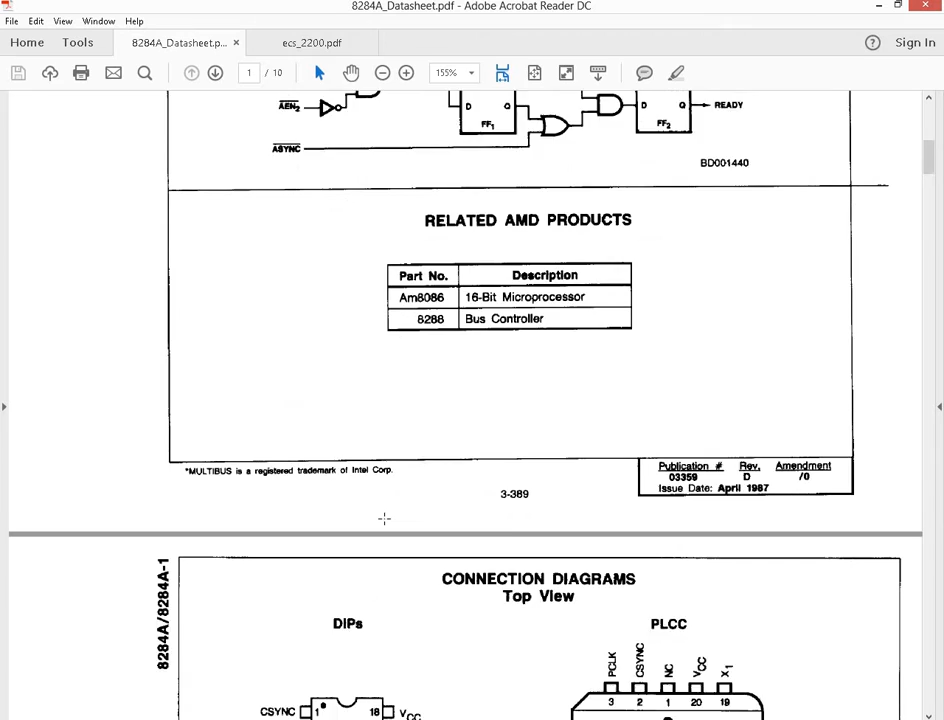 8284A_Datasheet.pdf - Adobe Acrobat Reader DC
File Edit View Window Help
Home Tools 8284A_Datasheet.p... × ecs_2200.pdf Sign In
1 / 10 155%
AEN2
D Q
FF1
D Q
FF2
READY
ASYNC
BD001440
RELATED AMD PRODUCTS
Part No. Description
Am8086 16-Bit Microprocessor
8288 Bus Controller
*MULTIBUS is a registered trademark of Intel Corp.
Publication # Rev. Amendment
03359 D /0
Issue Date: April 1987
3-389
8284A/8284A-1
CONNECTION DIAGRAMS
Top View
DIPs PLCC
PCLK CSYNC NC VCC X1
3 2 1 20 19
CSYNC 1 18 VCC